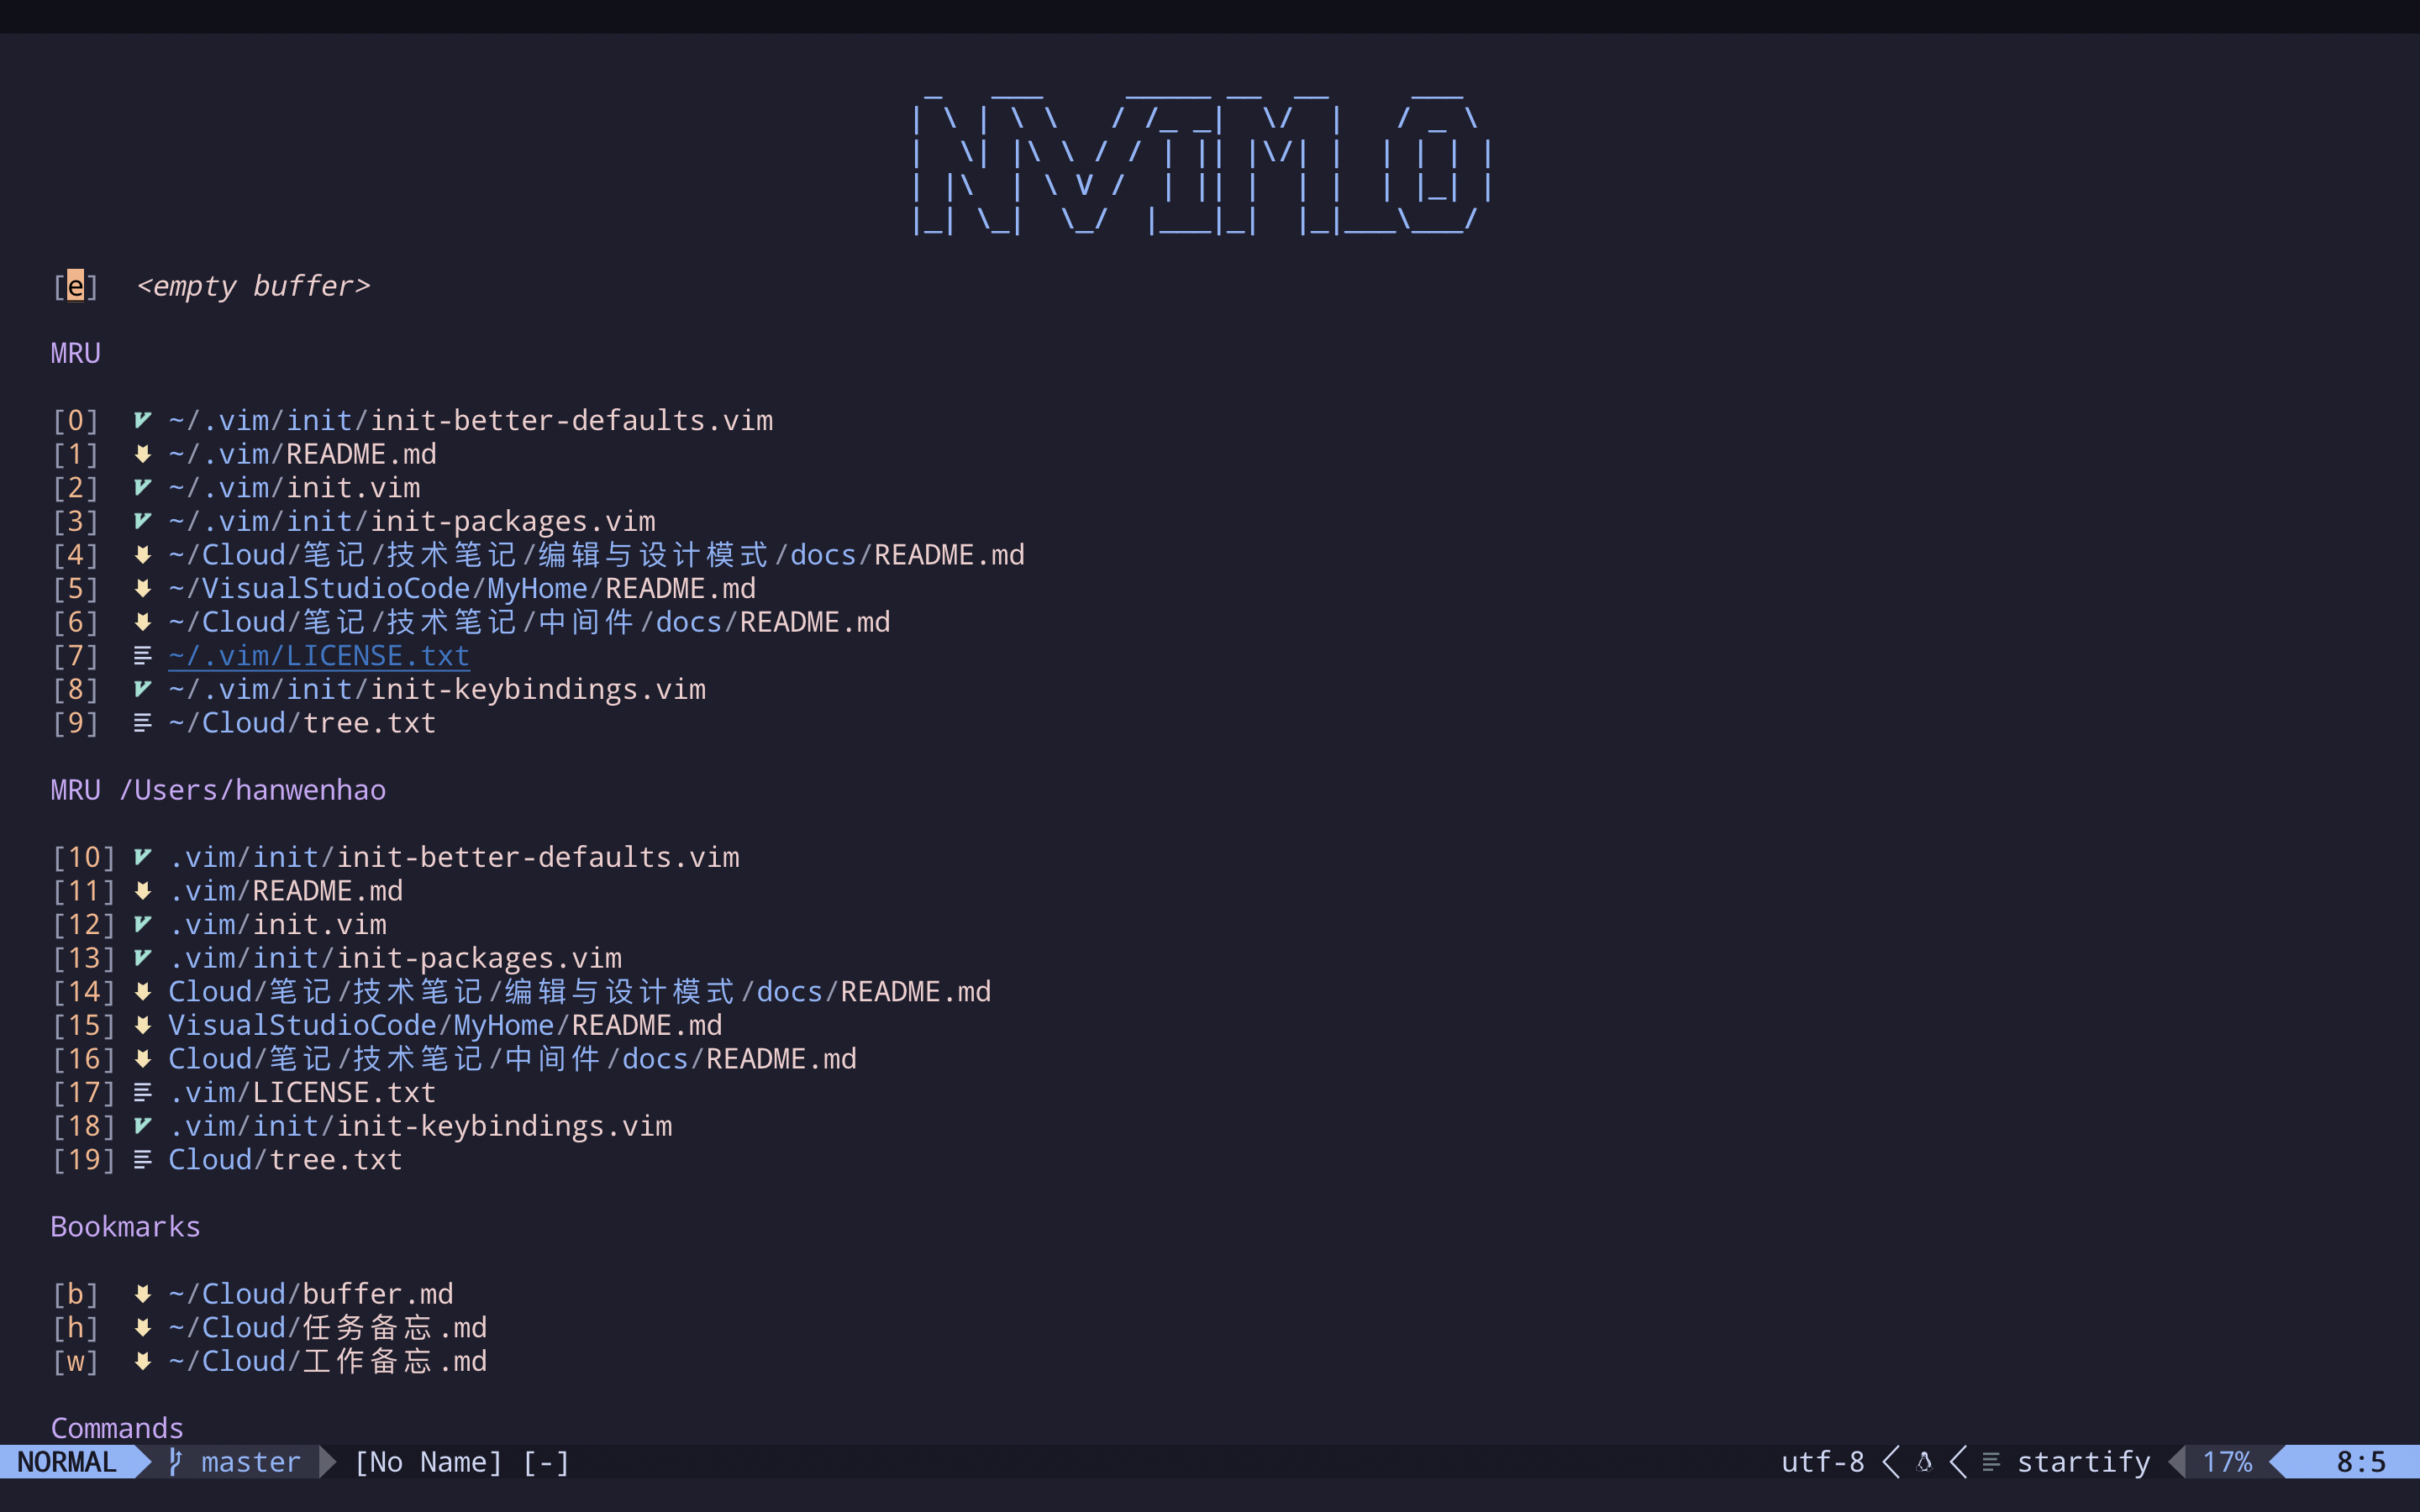 NVIM LO
[e] <empty buffer>
MRU
[0] ~/.vim/init/init-better-defaults.vim
[1] ~/.vim/README.md
[2] ~/.vim/init.vim
[3] ~/.vim/init/init-packages.vim
[4] ~/Cloud/笔记/技术笔记/编辑与设计模式/docs/README.md
[5] ~/VisualStudioCode/MyHome/README.md
[6] ~/Cloud/笔记/技术笔记/中间件/docs/README.md
[7] ~/.vim/LICENSE.txt
[8] ~/.vim/init/init-keybindings.vim
[9] ~/Cloud/tree.txt
MRU /Users/hanwenhao
[10] .vim/init/init-better-defaults.vim
[11] .vim/README.md
[12] .vim/init.vim
[13] .vim/init/init-packages.vim
[14] Cloud/笔记/技术笔记/编辑与设计模式/docs/README.md
[15] VisualStudioCode/MyHome/README.md
[16] Cloud/笔记/技术笔记/中间件/docs/README.md
[17] .vim/LICENSE.txt
[18] .vim/init/init-keybindings.vim
[19] Cloud/tree.txt
Bookmarks
[b] ~/Cloud/buffer.md
[h] ~/Cloud/任务备忘.md
[w] ~/Cloud/工作备忘.md
Commands
NORMAL master [No Name] [-] utf-8 startify 17% 8:5